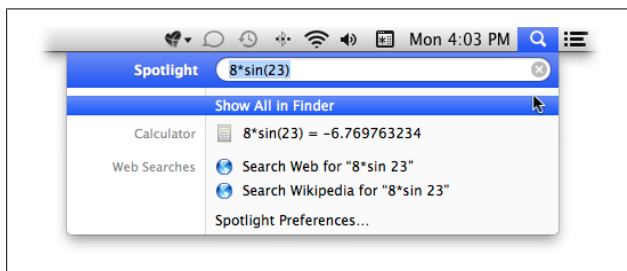 Mon 4:03 PM
Spotlight 8*sin(23)
Show All in Finder
Calculator 8*sin(23) = -6.769763234
Web Searches Search Web for “8*sin 23”
Search Wikipedia for “8*sin 23”
Spotlight Preferences...